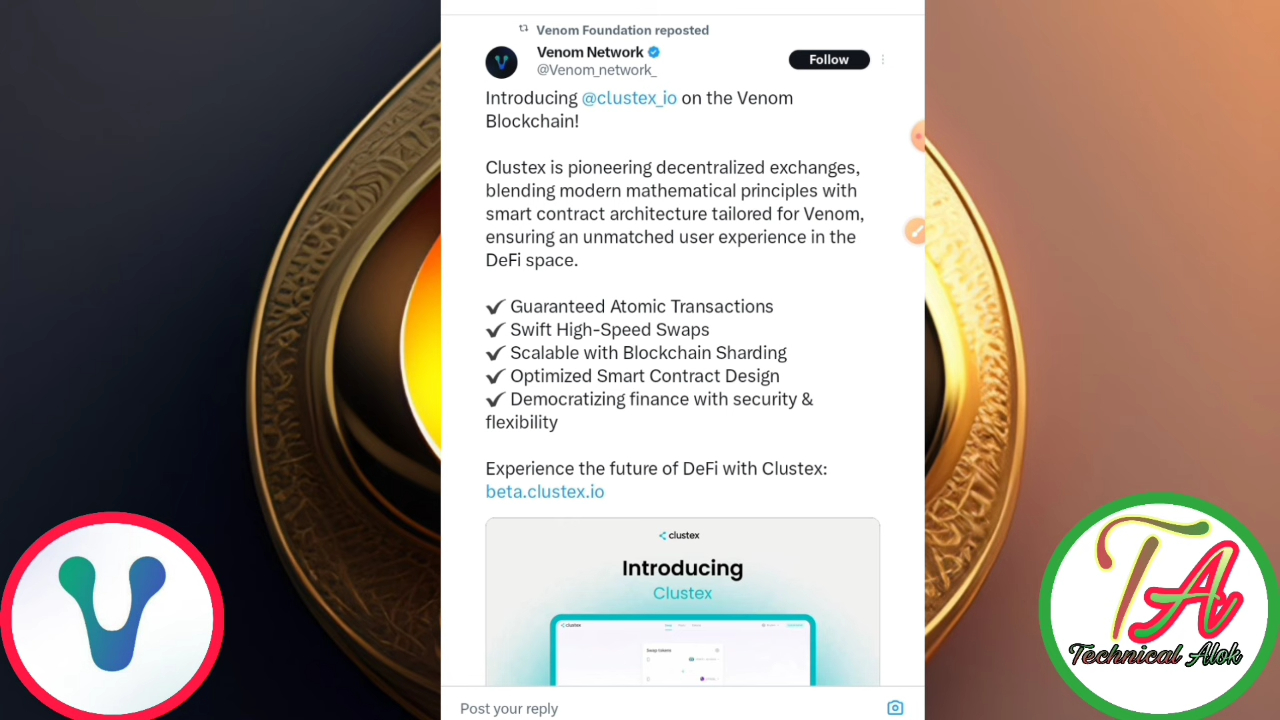 Venom Foundation reposted
Venom Network
@Venom_network_
Follow
Introducing @clustex_io on the Venom
Blockchain!
Clustex is pioneering decentralized exchanges,
blending modern mathematical principles with
smart contract architecture tailored for Venom,
ensuring an unmatched user experience in the
DeFi space.
✔ Guaranteed Atomic Transactions
✔ Swift High-Speed Swaps
✔ Scalable with Blockchain Sharding
✔ Optimized Smart Contract Design
✔ Democratizing finance with security &
flexibility
Experience the future of DeFi with Clustex:
beta.clustex.io
clustex
Introducing
Clustex
clustex
Swap tokens
Post your reply
TA
Technical Alok